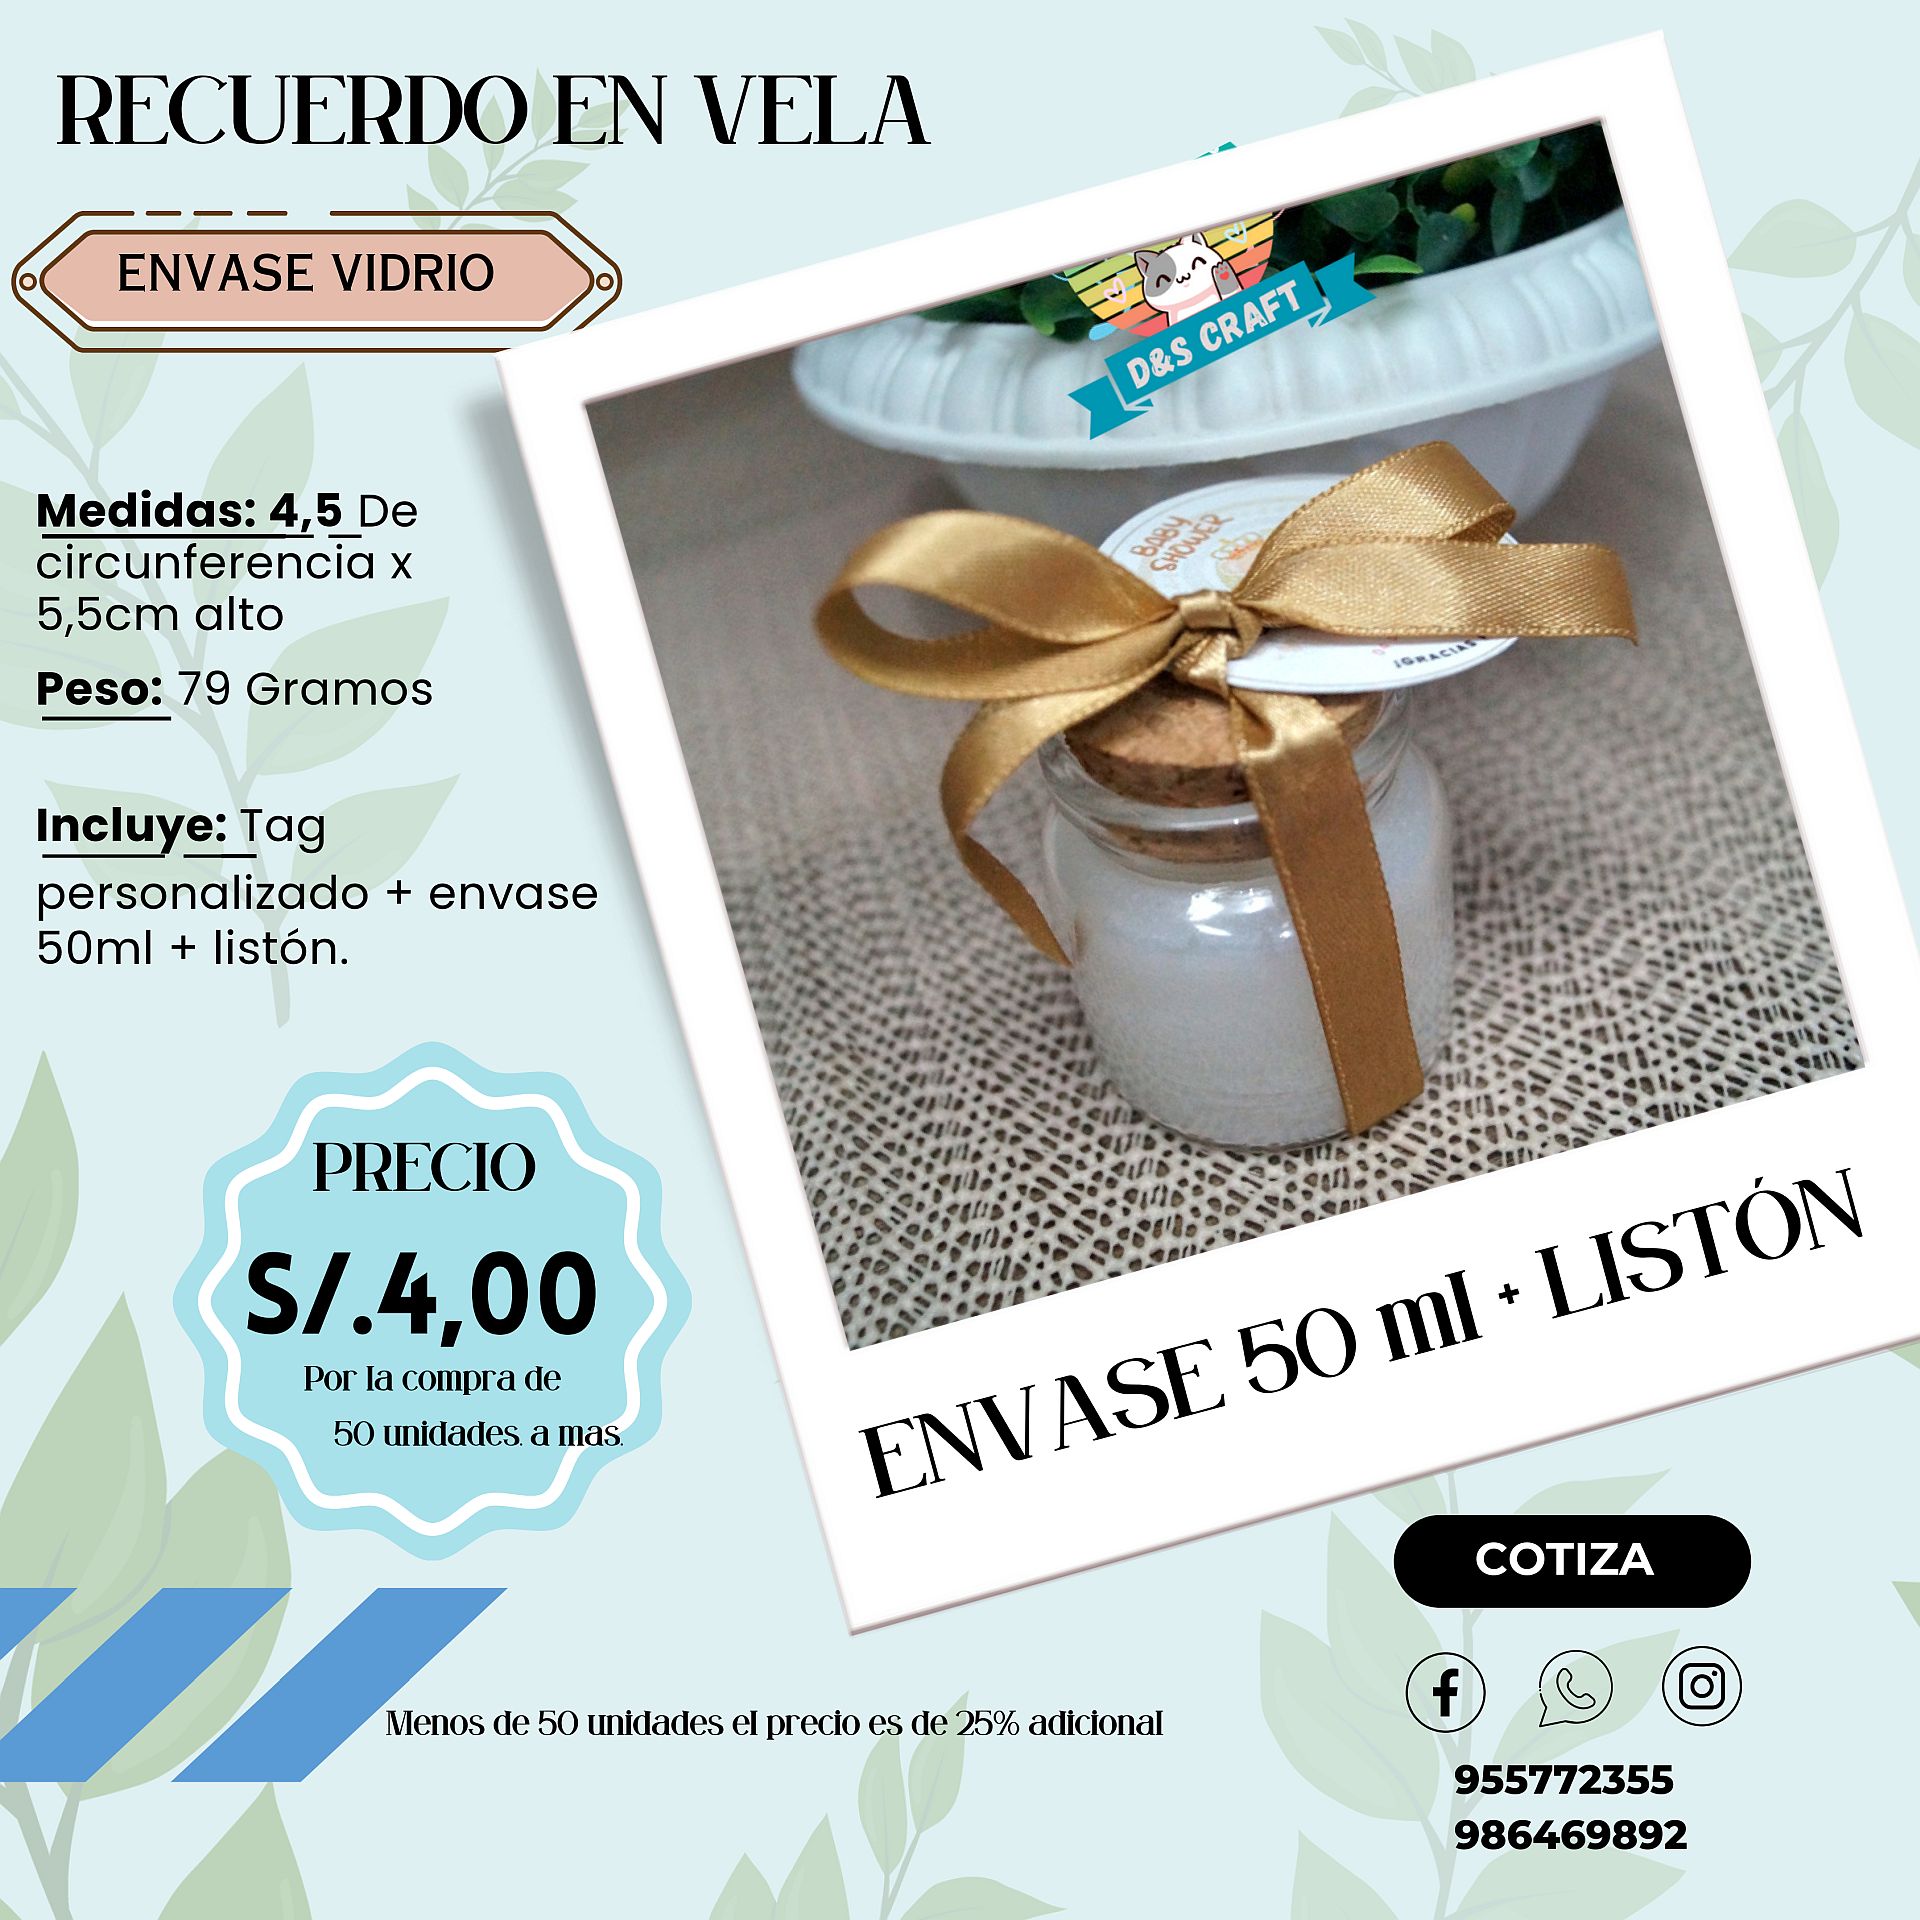 RECUERDO EN VELA
ENVASE VIDRIO
Medidas: 4,5 De
circunferencia x
5,5cm alto
Peso: 79 Gramos
Incluye: Tag
personalizado + envase
50ml + listón.
D&S CRAFT
BABY
SHOWER
¡GRACIAS
PRECIO
S/.4,00
Por la compra de
50 unidades. a mas.
ENVASE 50 ml + LISTÓN
COTIZA
Menos de 50 unidades el precio es de 25% adicional
955772355
986469892